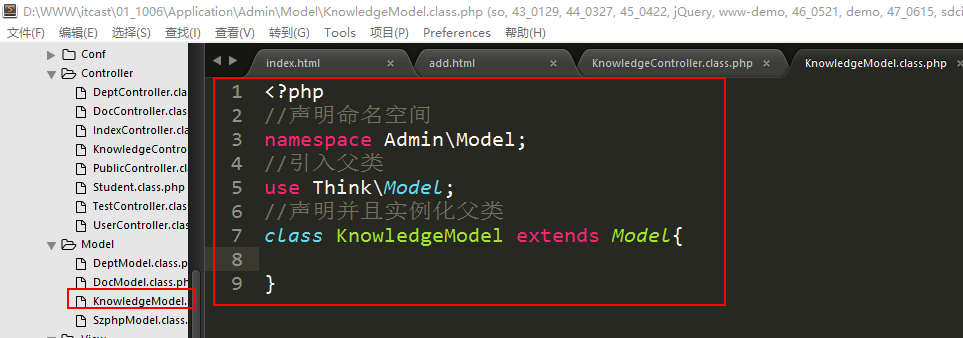 D:\WWW\itcast\01_1006\Application\Admin\Model\KnowledgeModel.class.php (so, 43_0129, 44_0327, 45_0422, jQuery, www-demo, 46_0521, demo, 47_0615, sdci
文件(F) 编辑(E) 选择(S) 查找(I) 查看(V) 转到(G) Tools 项目(P) Preferences 帮助(H)
Conf
Controller
DeptController.clas
DocController.clas
IndexController.cla
KnowledgeContro
PublicController.cl
Student.class.php
TestController.clas
UserController.clas
Model
DeptModel.class.p
DocModel.class.ph
KnowledgeModel.
SzphpModel.class.
View
index.html × add.html × KnowledgeController.class.php × KnowledgeModel.class.php ×
1 <?php
2 //声明命名空间
3 namespace Admin\Model;
4 //引入父类
5 use Think\Model;
6 //声明并且实例化父类
7 class KnowledgeModel extends Model{
8
9 }